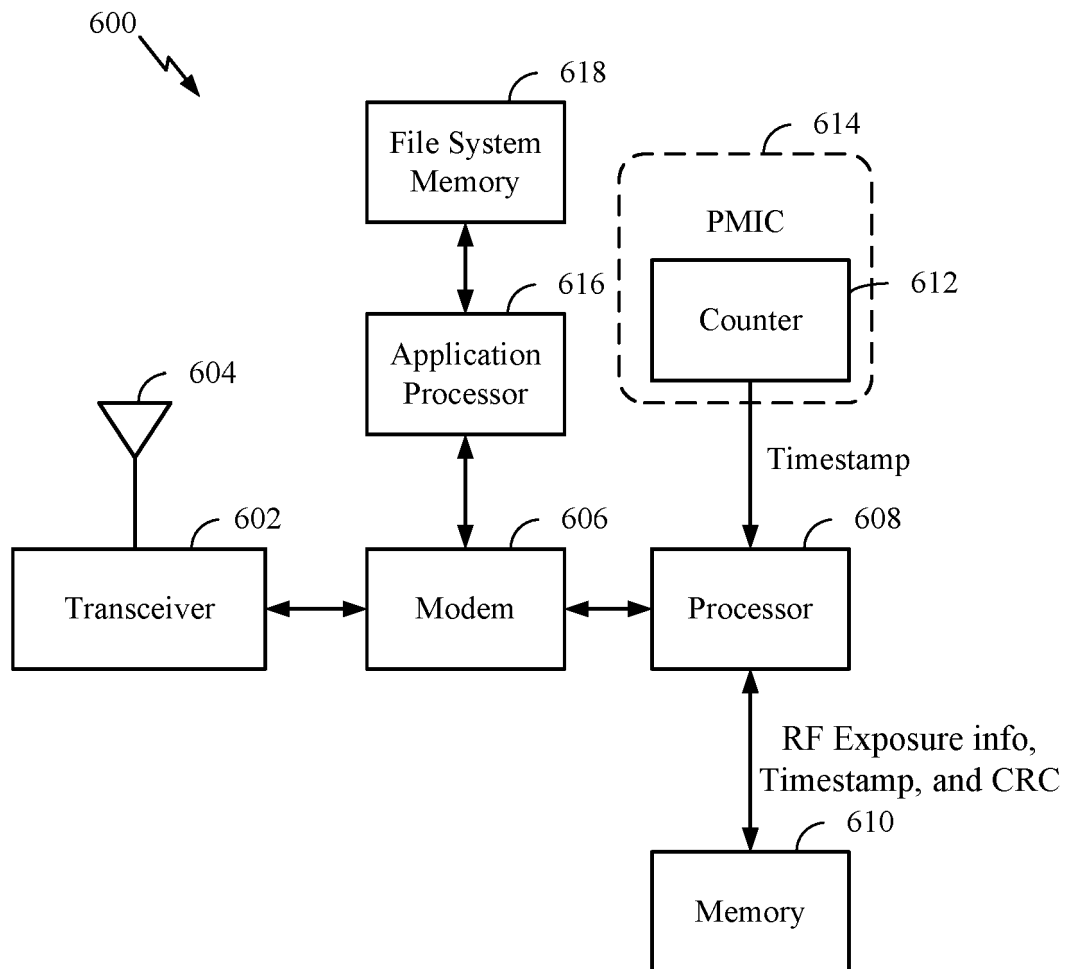 600
618
File System
Memory
614
PMIC
612
Counter
616
Application
Processor
604
Timestamp
602
Transceiver
606
Modem
608
Processor
RF Exposure info,
Timestamp, and CRC
610
Memory